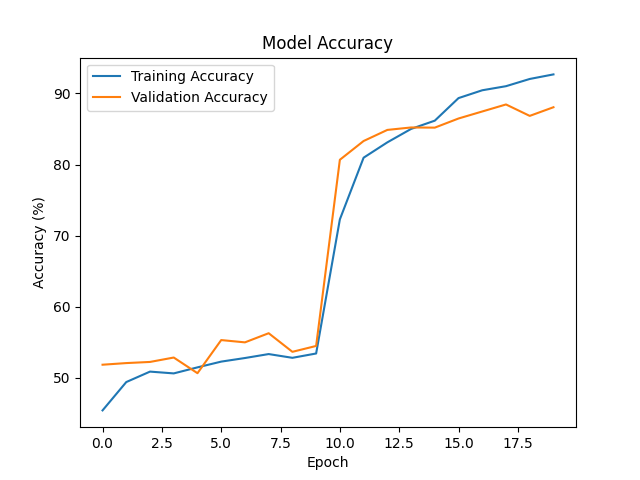 Model Accuracy
Training Accuracy
Validation Accuracy
Accuracy (%)
90
80
70
60
50
0.0 2.5 5.0 7.5 10.0 12.5 15.0 17.5
Epoch